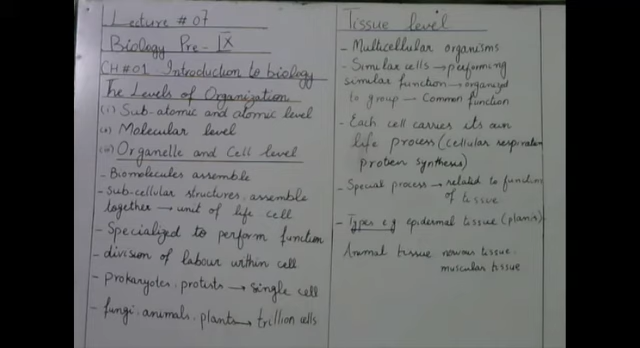 Lecture # 07
Biology Pre-IX
CH # 01. Introduction to biology
The Levels of Organization
(i) Sub-atomic and atomic level
(ii) Molecular level
(iii) Organelle and Cell level
- Biomolecules assemble
- Sub-cellular structures, assemble
together → unit of life cell
- Specialized to perform function
- division of labour within cell
- prokaryotes, protists → single cell
- fungi, animals, plants → trillion cells
Tissue level
- Multicellular organisms
- Similar cells → performing
similar function → organized
to group - Common function
- Each cell carries its own
life process (cellular respiration
protien synthesis)
- Special process → related to function
of tissue
- Types e.g epidermal tissue (plants)
Animal tissue nervous tissue.
muscular tissue